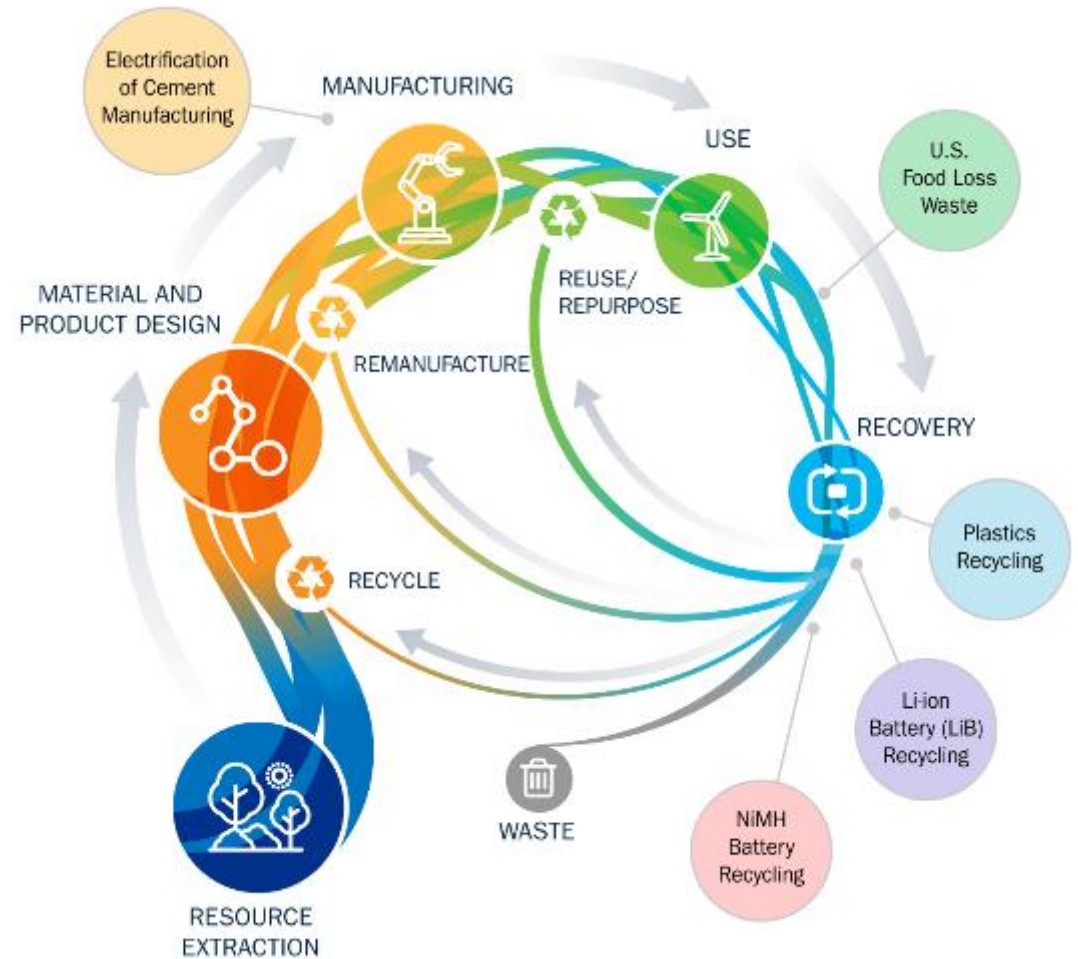 Electrification
of Cement
Manufacturing
MANUFACTURING
USE
U.S.
Food Loss
Waste
MATERIAL AND
PRODUCT DESIGN
REUSE/
REPURPOSE
REMANUFACTURE
RECOVERY
Plastics
Recycling
RECYCLE
Li-ion
Battery (LiB)
Recycling
WASTE
NiMH
Battery
Recycling
RESOURCE
EXTRACTION